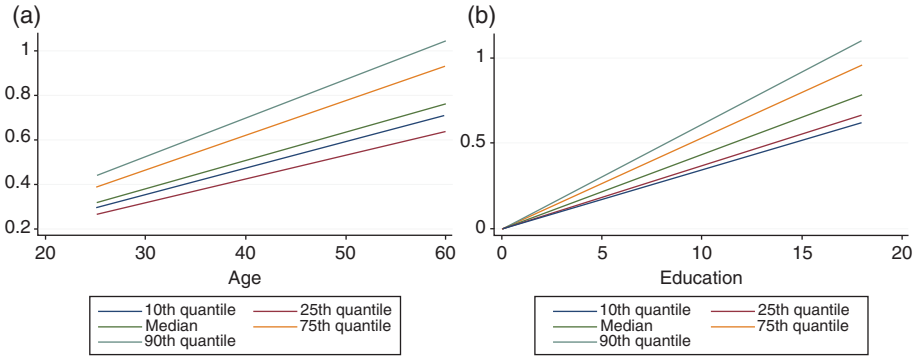 (a)
1
0.8
0.6
0.4
0.2
20 30 40 50 60
Age
10th quantile 25th quantile
Median 75th quantile
90th quantile
(b)
1
0.5
0
0 5 10 15 20
Education
10th quantile 25th quantile
Median 75th quantile
90th quantile